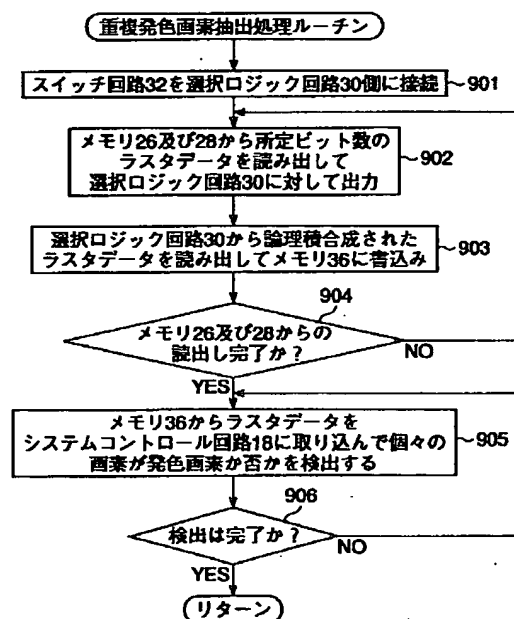 重複発色画素抽出処理ルーチン
スイッチ回路32を選択ロジック回路30側に接続
901
メモリ26及び28から所定ビット数の
ラスタデータを読み出して
選択ロジック回路30に対して出力
902
選択ロジック回路30から論理積合成された
ラスタデータを読み出してメモリ36に書込み
903
904
メモリ26及び28からの
読出し完了か?
NO
YES
メモリ36からラスタデータを
システムコントロール回路18に取り込んで個々の
画素が発色画素か否かを検出する
905
906
検出は完了か?
NO
YES
リターン